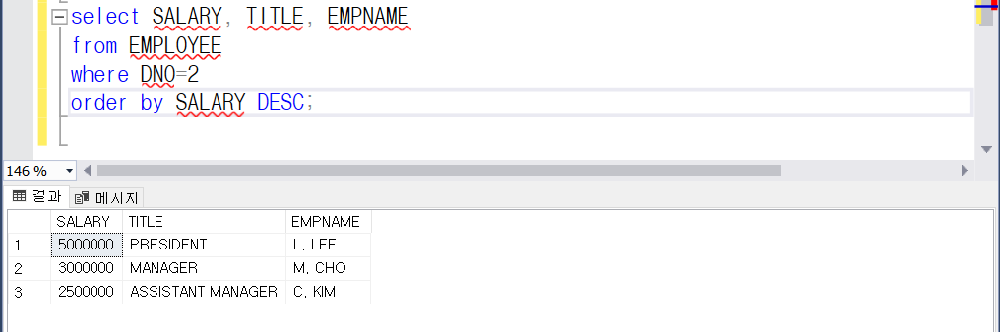 select SALARY, TITLE, EMPNAME
from EMPLOYEE
where DNO=2
order by SALARY DESC;
146 %
결과 메시지
SALARY TITLE EMPNAME
1 5000000 PRESIDENT L. LEE
2 3000000 MANAGER M. CHO
3 2500000 ASSISTANT MANAGER C. KIM